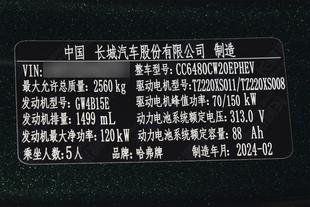 中国 长城汽车股份有限公司 制造
VIN: 整车型号: CC6480CW20EPHEV
最大允许总质量: 2560 kg 驱动电机型号: TZ220XS011/TZ220XS008
发动机型号: GW4B15E 驱动电机峰值功率: 70/150 kW
发动机排量: 1499 mL 动力电池系统额定电压: 313.0 V
发动机最大净功率: 120kW 动力电池系统额定容量: 88 Ah
乘坐人数: 5人 品牌: 哈弗牌 制造年月: 2024-02